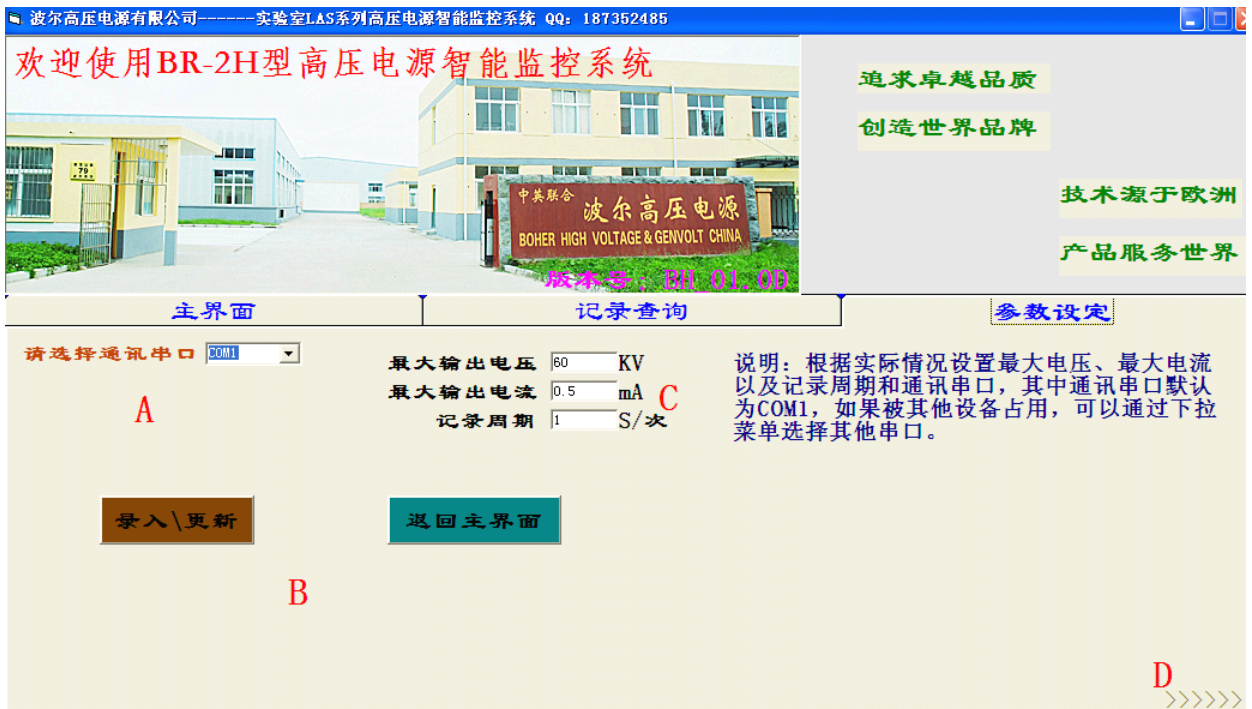 波尔高压电源有限公司------实验室LAS系列高压电源智能监控系统 QQ: 187352485
欢迎使用BR-2H型高压电源智能监控系统
追求卓越品质
创造世界品牌
技术源于欧洲
产品服务世界
79
中英联合
波尔高压电源
BOHER HIGH VOLTAGE & GENVOLT CHINA
版本号: BH_01.0D
主界面
记录查询
参数设定
请选择通讯串口 COM1
最大输出电压 60 KV
最大输出电流 0.5 mA
记录周期 1 S/次
说明：根据实际情况设置最大电压、最大电流
以及记录周期和通讯串口，其中通讯串口默认
为COM1，如果被其他设备占用，可以通过下拉
菜单选择其他串口。
A
C
录入\更新
返回主界面
B
D
>>>>>>